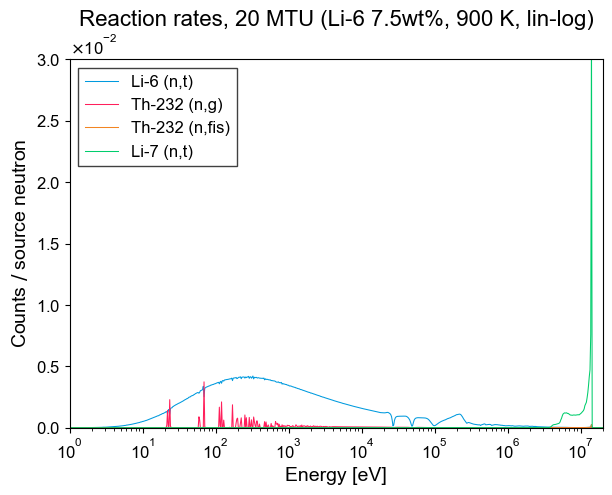 Reaction rates, 20 MTU (Li-6 7.5wt%, 900 K, lin-log)
×10⁻²
3.0
2.5
2.0
1.5
1.0
0.5
0.0
Counts / source neutron
Li-6 (n,t)
Th-232 (n,g)
Th-232 (n,fis)
Li-7 (n,t)
10⁰ 10¹ 10² 10³ 10⁴ 10⁵ 10⁶ 10⁷
Energy [eV]